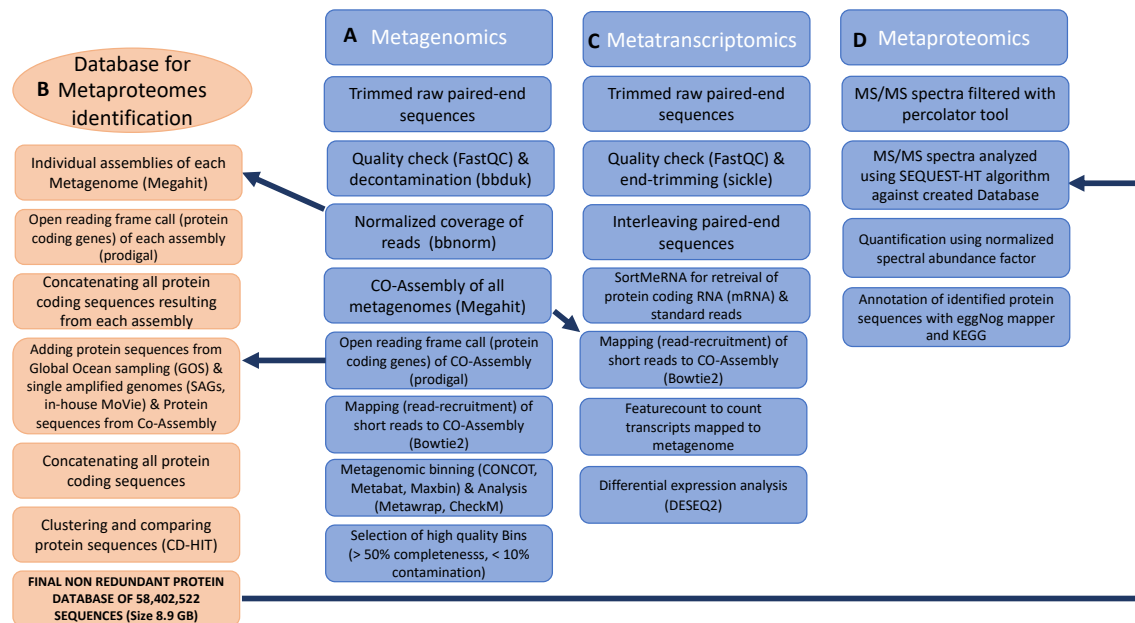 Database for
B Metaproteomes
identification
Individual assemblies of each
Metagenome (Megahit)
Open reading frame call (protein
coding genes) of each assembly
(prodigal)
Concatenating all protein
coding sequences resulting
from each assembly
Adding protein sequences from
Global Ocean sampling (GOS) &
single amplified genomes (SAGs,
in-house MoVie) & Protein
sequences from Co-Assembly
Concatenating all protein
coding sequences
Clustering and comparing
protein sequences (CD-HIT)
FINAL NON REDUNDANT PROTEIN
DATABASE OF 58,402,522
SEQUENCES (Size 8.9 GB)
A Metagenomics
Trimmed raw paired-end
sequences
Quality check (FastQC) &
decontamination (bbduk)
Normalized coverage of
reads (bbnorm)
CO-Assembly of all
metagenomes (Megahit)
Open reading frame call (protein
coding genes) of CO-Assembly
(prodigal)
Mapping (read-recruitment) of
short reads to CO-Assembly
(Bowtie2)
Metagenomic binning (CONCOT,
Metabat, Maxbin) & Analysis
(Metawrap, CheckM)
Selection of high quality Bins
(> 50% completenesss, < 10%
contamination)
C Metatranscriptomics
Trimmed raw paired-end
sequences
Quality check (FastQC) &
end-trimming (sickle)
Interleaving paired-end
sequences
SortMeRNA for retreival of
protein coding RNA (mRNA) &
standard reads
Mapping (read-recruitment) of
short reads to CO-Assembly
(Bowtie2)
Featurecount to count
transcripts mapped to
metagenome
Differential expression analysis
(DESEQ2)
D Metaproteomics
MS/MS spectra filtered with
percolator tool
MS/MS spectra analyzed
using SEQUEST-HT algorithm
against created Database
Quantification using normalized
spectral abundance factor
Annotation of identified protein
sequences with eggNog mapper
and KEGG